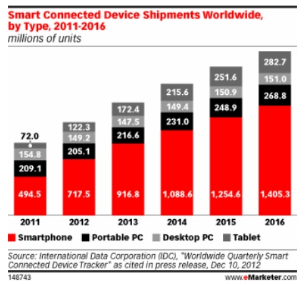 Smart Connected Device Shipments Worldwide,
by Type, 2011-2016
millions of units
282.7
251.6
151.0
215.6
150.9
268.8
172.4
149.4
248.9
122.3
147.5
231.0
72.0
149.2
216.6
154.8
205.1
209.1
494.5 717.5 916.8 1,088.6 1,254.6 1,405.3
2011 2012 2013 2014 2015 2016
Smartphone Portable PC Desktop PC Tablet
Source: International Data Corporation (IDC), "Worldwide Quarterly Smart
Connected Device Tracker" as cited in press release, Dec 10, 2012
148743 www.eMarketer.com